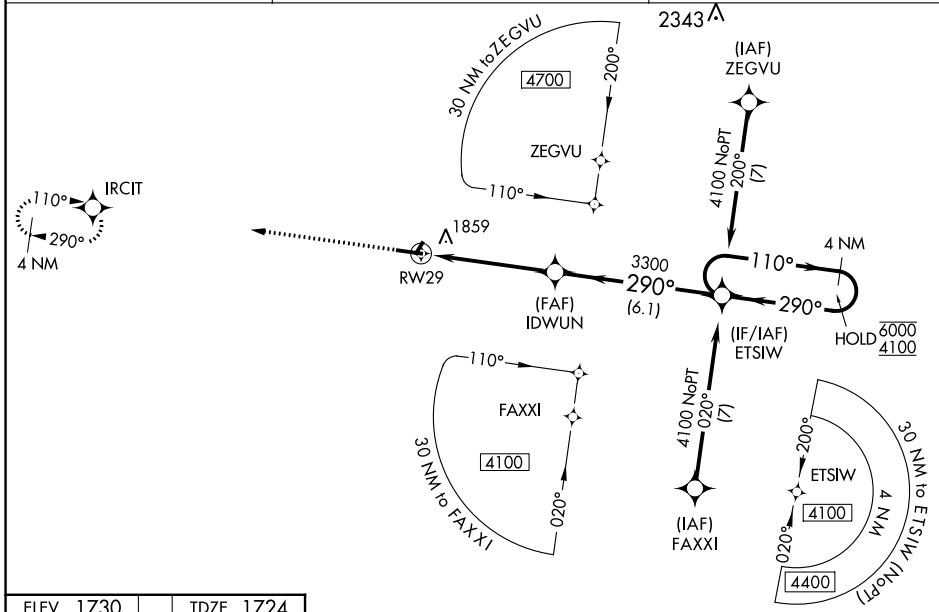 2343
(IAF)
ZEGVU
30 NM to ZEGVU
4700
200°
ZEGVU
110°
4100 NoPT
200°
(7)
IRCIT
110°
290°
4 NM
1859
RW29
3300
290°
(6.1)
(FAF)
IDWUN
110°
4 NM
290°
(IF/IAF)
ETSIW
HOLD 6000
4100
110°
FAXXI
4100
020°
30 NM to FAXXI
4100 NoPT
020°
(7)
(IAF)
FAXXI
200°
ETSIW
4100
020°
4 NM
4400
30 NM to ETSIW (NoPT)
ELEV 1730
TDZE 1724